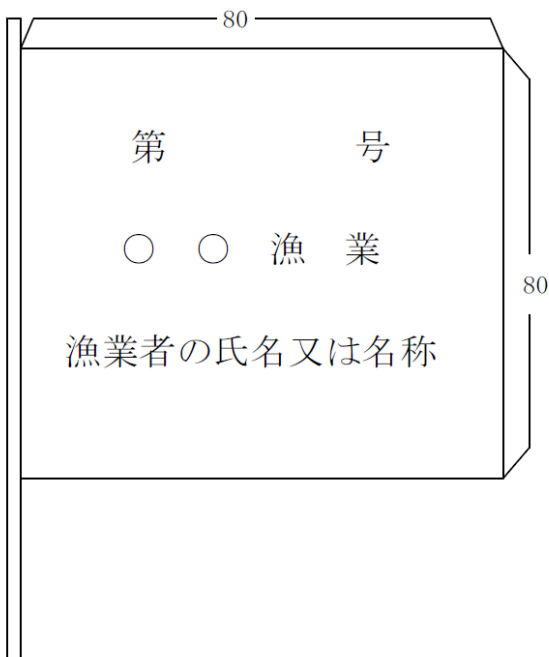 80
第　　　　　号
○　○　漁　業
80
漁業者の氏名又は名称